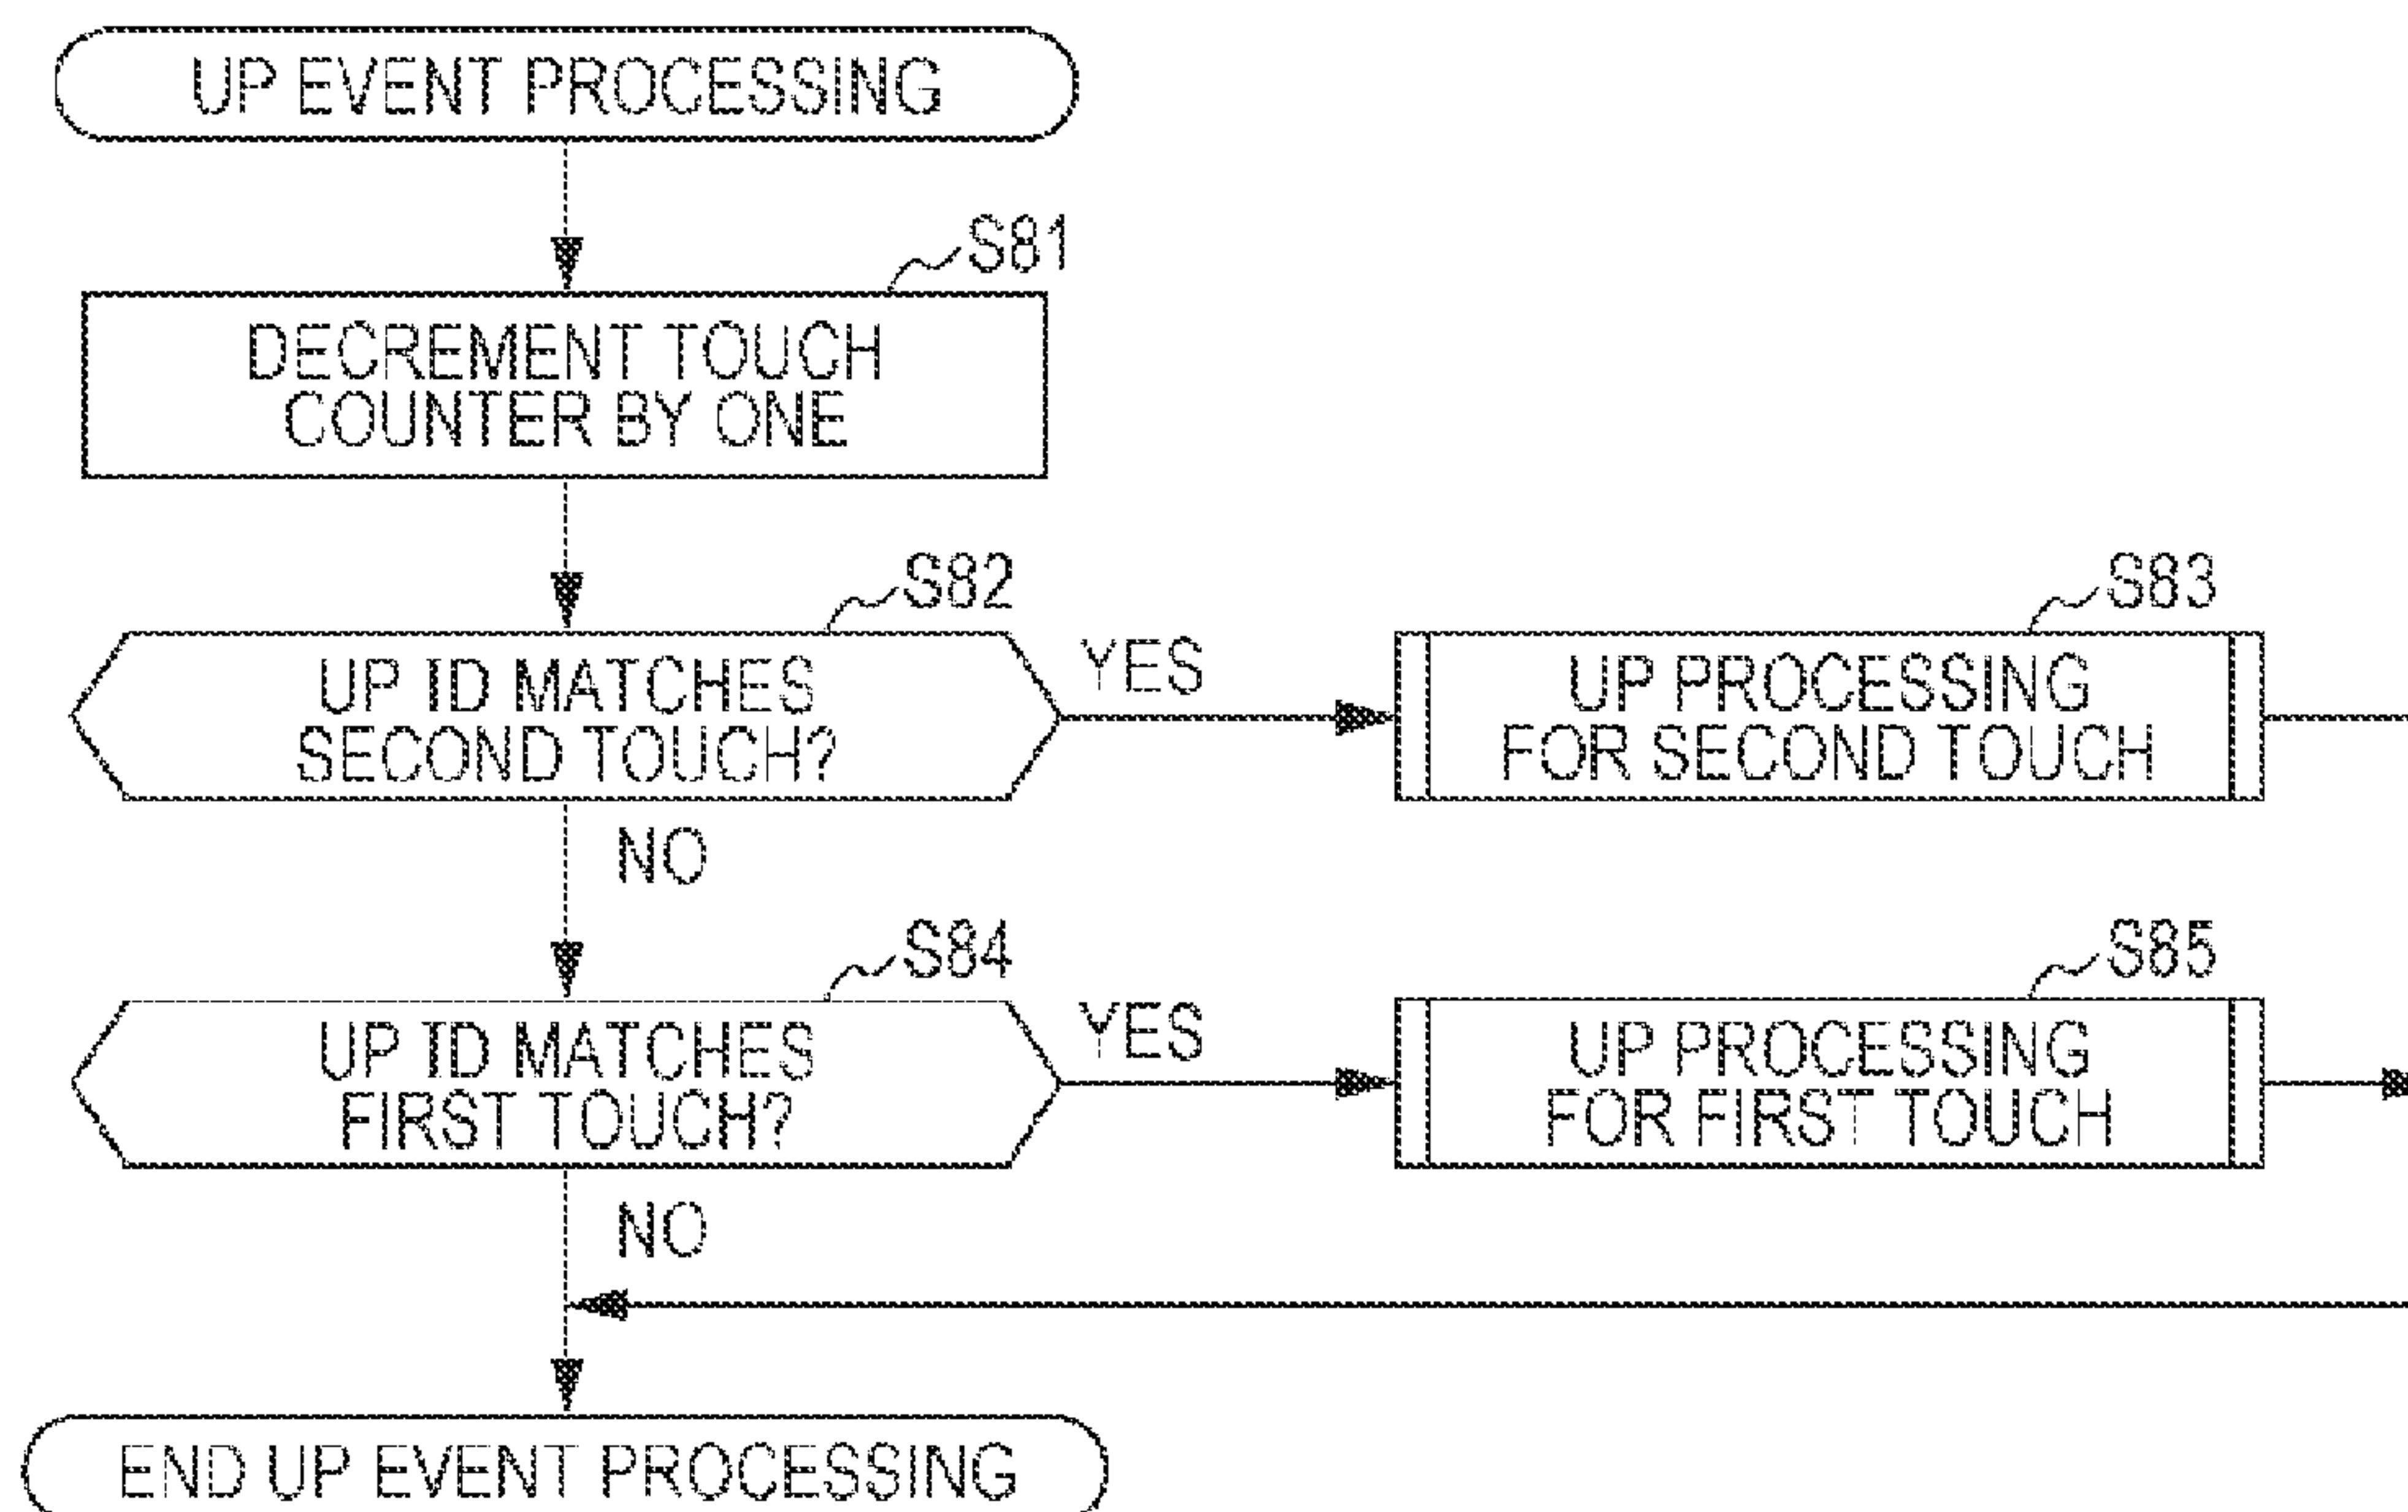 UP EVENT PROCESSING
S81
DECREMENT TOUCH
COUNTER BY ONE
S82
UP ID MATCHES
SECOND TOUCH?
YES
S83
UP PROCESSING
FOR SECOND TOUCH
NO
S84
UP ID MATCHES
FIRST TOUCH?
YES
S85
UP PROCESSING
FOR FIRST TOUCH
NO
END UP EVENT PROCESSING